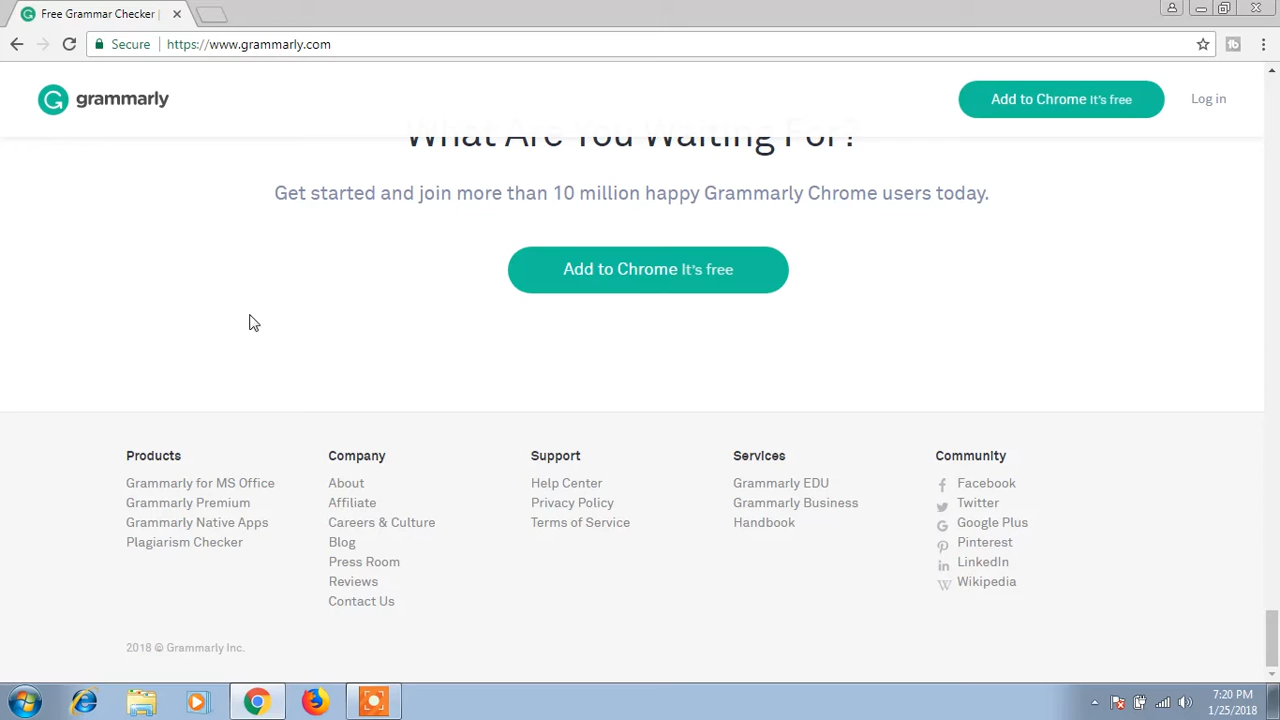 Free Grammar Checker |
Secure
https://www.grammarly.com
grammarly
Add to Chrome It's free
Log in
What Are You Waiting For?
Get started and join more than 10 million happy Grammarly Chrome users today.
Add to Chrome It's free
Products
Grammarly for MS Office
Grammarly Premium
Grammarly Native Apps
Plagiarism Checker
Company
About
Affiliate
Careers & Culture
Blog
Press Room
Reviews
Contact Us
Support
Help Center
Privacy Policy
Terms of Service
Services
Grammarly EDU
Grammarly Business
Handbook
Community
Facebook
Twitter
Google Plus
Pinterest
LinkedIn
Wikipedia
2018 © Grammarly Inc.
7:20 PM
1/25/2018